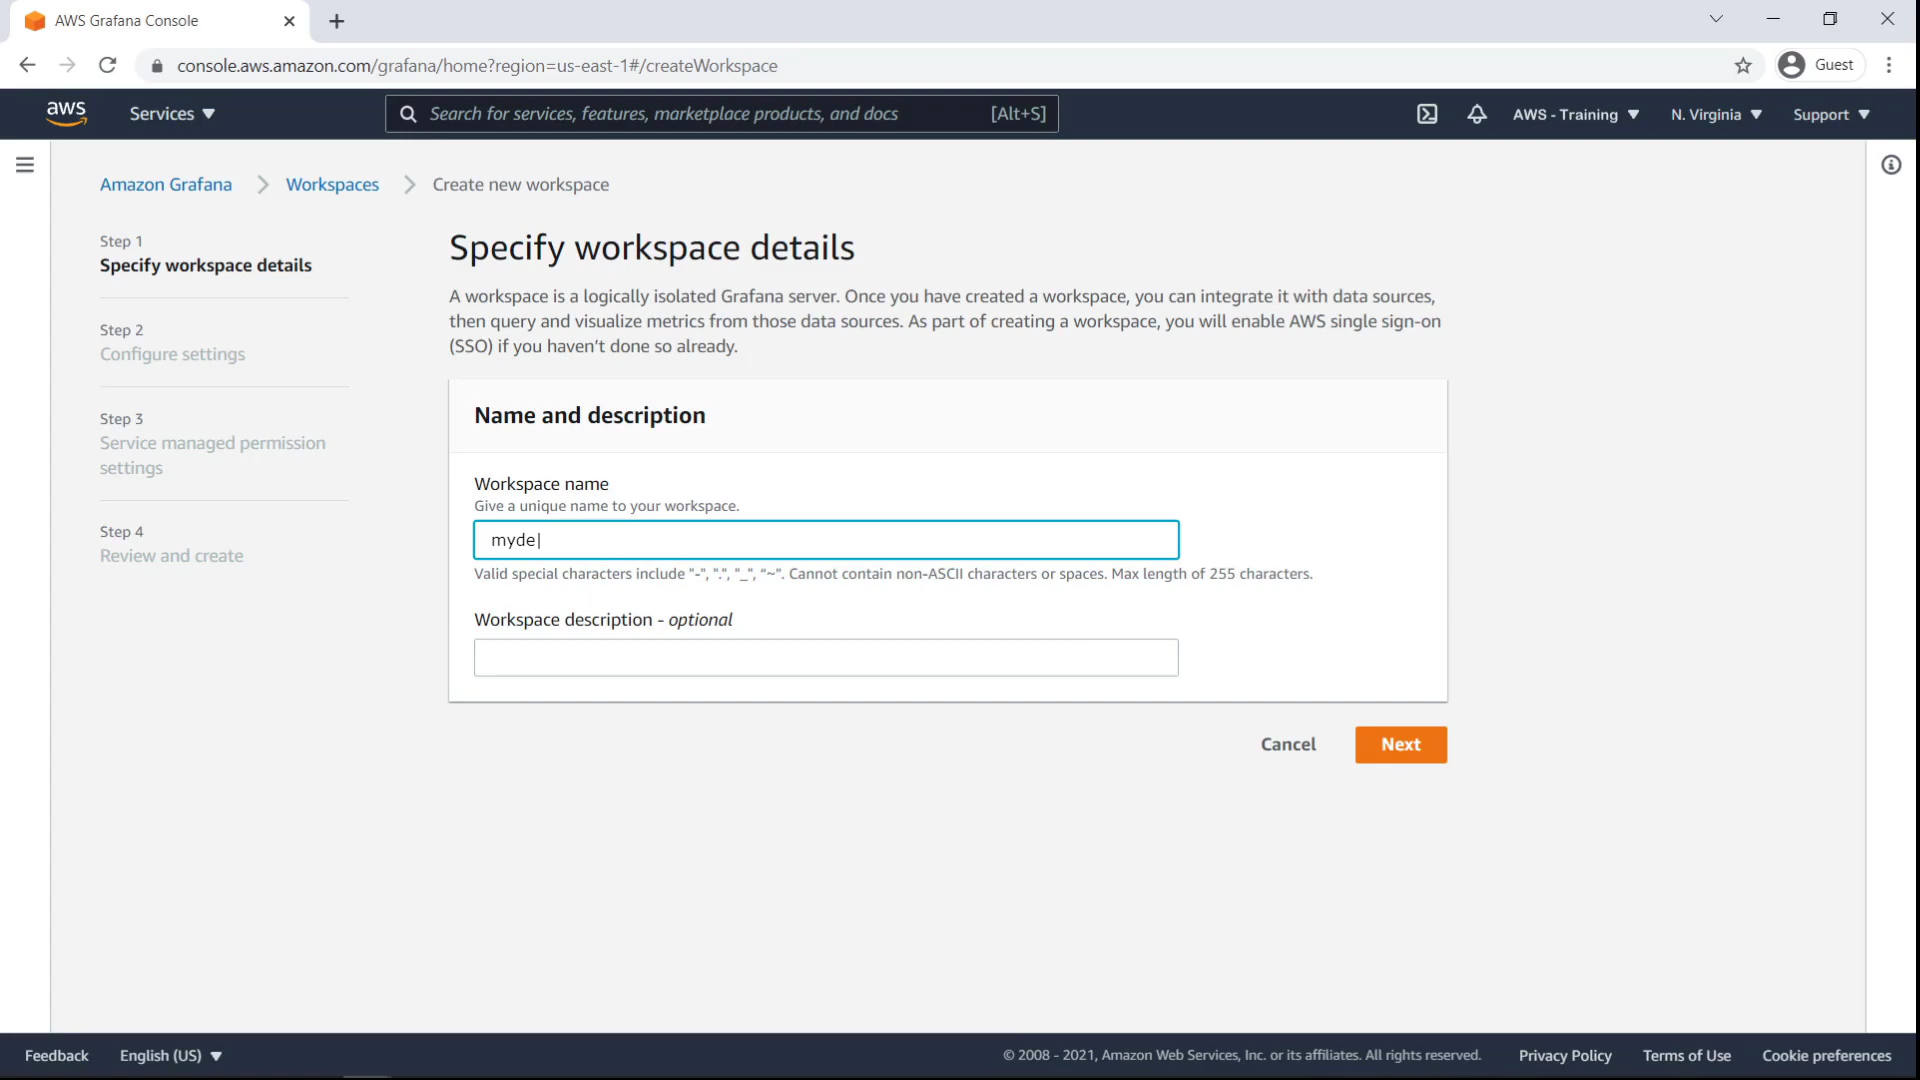 AWS Grafana Console
console.aws.amazon.com/grafana/home?region=us-east-1#/createWorkspace
Guest
aws
Services
Search for services, features, marketplace products, and docs
[Alt+S]
AWS - Training
N. Virginia
Support
Amazon Grafana
Workspaces
Create new workspace
Step 1
Specify workspace details
Step 2
Configure settings
Step 3
Service managed permission
settings
Step 4
Review and create
Specify workspace details
A workspace is a logically isolated Grafana server. Once you have created a workspace, you can integrate it with data sources,
then query and visualize metrics from those data sources. As part of creating a workspace, you will enable AWS single sign-on
(SSO) if you haven’t done so already.
Name and description
Workspace name
Give a unique name to your workspace.
myde
Valid special characters include "-", ".", "_", “~”. Cannot contain non-ASCII characters or spaces. Max length of 255 characters.
Workspace description - optional
Cancel
Next
Feedback
English (US)
© 2008 - 2021, Amazon Web Services, Inc. or its affiliates. All rights reserved.
Privacy Policy
Terms of Use
Cookie preferences